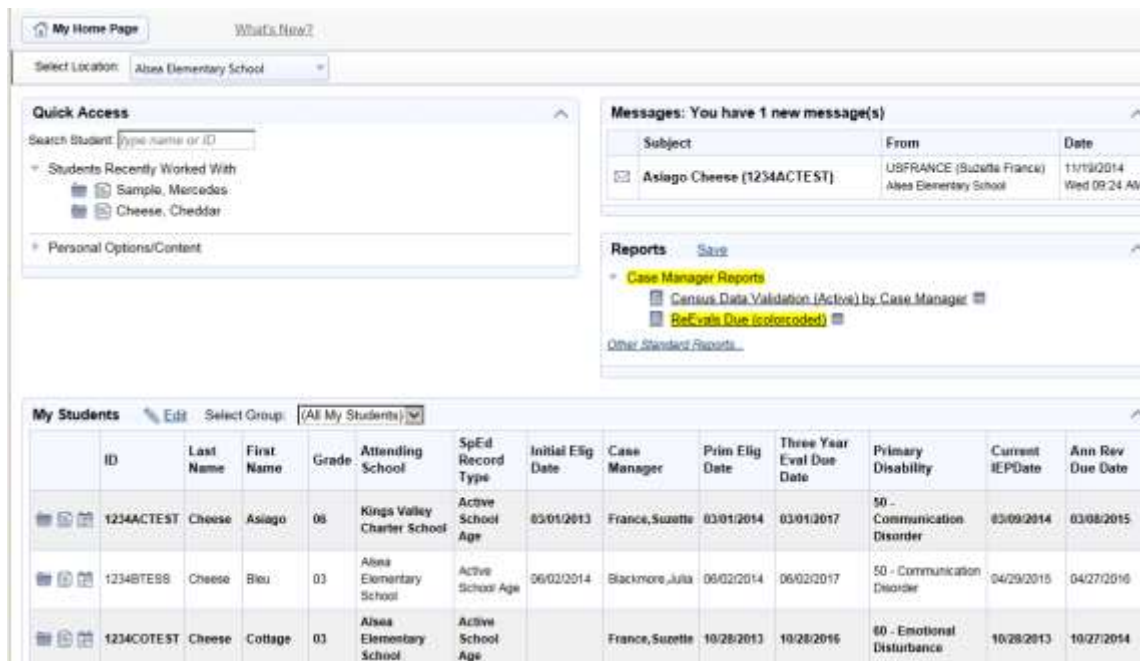 My Home Page What's New?
Select Location: Alsea Elementary School
Quick Access
Search Student: type name or ID
Students Recently Worked With
Sample, Mercedes
Cheese, Cheddar
Personal Options/Content
Messages: You have 1 new message(s)
Subject From Date
Asiago Cheese (1234ACTEST) USFRANCE (Suzette France) 11/19/2014
Alsea Elementary School Wed 09:24 AM
Reports Save
Case Manager Reports
Census Data Validation (Active) by Case Manager
ReEvals Due (colorcoded)
Other Standard Reports...
My Students Edit Select Group: (All My Students)
ID Last Name First Name Grade Attending School SpEd Record Type Initial Elig Date Case Manager Prim Elig Date Three Year Eval Due Date Primary Disability Current IEPDate Ann Rev Due Date
1234ACTEST Cheese Asiago 06 Kings Valley Charter School Active School Age 03/01/2013 France, Suzette 03/01/2014 03/01/2017 50 - Communication Disorder 03/09/2014 03/08/2015
1234BTESS Cheese Bleu 03 Alsea Elementary School Active School Age 06/02/2014 Blackmore, Julia 06/02/2014 06/02/2017 50 - Communication Disorder 04/29/2015 04/27/2016
1234COTEST Cheese Cottage 03 Alsea Elementary School Active School Age France, Suzette 10/28/2013 10/28/2016 60 - Emotional Disturbance 10/28/2013 10/27/2014